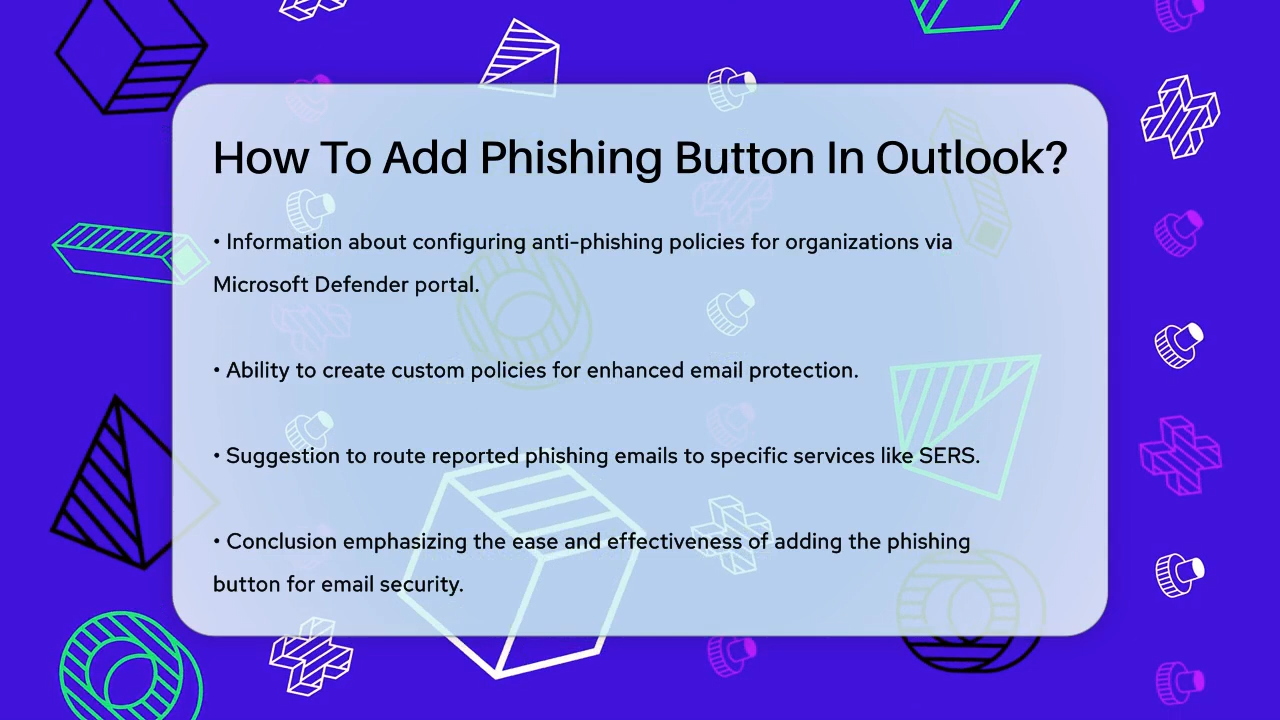 How To Add Phishing Button In Outlook?
• Information about configuring anti-phishing policies for organizations via
Microsoft Defender portal.
• Ability to create custom policies for enhanced email protection.
• Suggestion to route reported phishing emails to specific services like SERS.
• Conclusion emphasizing the ease and effectiveness of adding the phishing
button for email security.